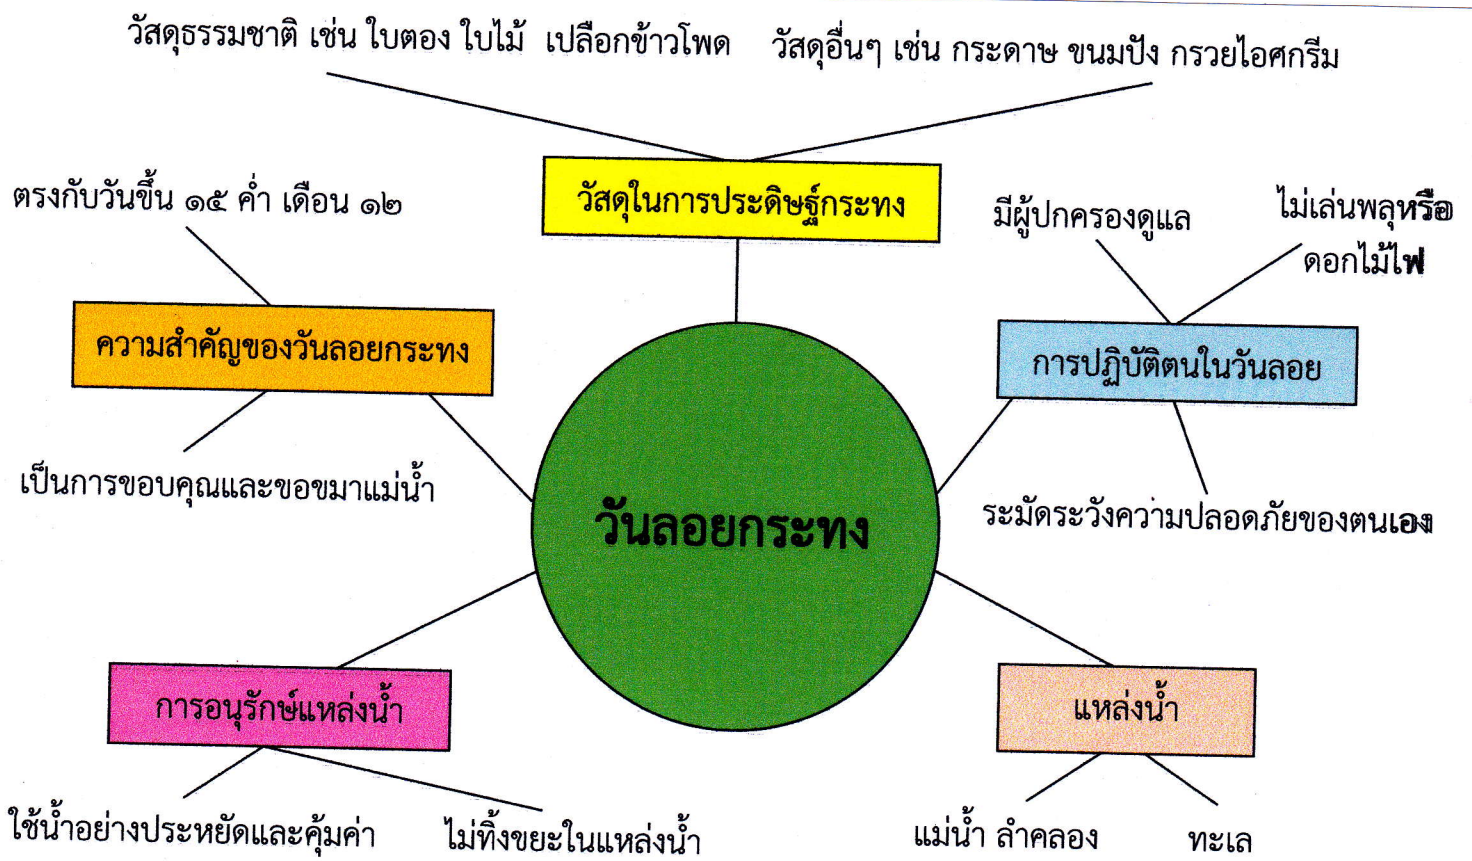 วัสดุธรรมชาติ เช่น ใบตอง ใบไม้ เปลือกข้าวโพด
วัสดุอื่นๆ เช่น กระดาษ ขนมปัง กรวยไอศกรีม
วัสดุในการประดิษฐ์กระทง
ตรงกับวันขึ้น ๑๕ ค่ำ เดือน ๑๒
ความสำคัญของวันลอยกระทง
เป็นการขอบคุณและขอขมาแม่น้ำ
มีผู้ปกครองดูแล
ไม่เล่นพลุหรือ
ดอกไม้ไฟ
การปฏิบัติตนในวันลอย
ระมัดระวังความปลอดภัยของตนเอง
วันลอยกระทง
การอนุรักษ์แหล่งน้ำ
ใช้น้ำอย่างประหยัดและคุ้มค่า
ไม่ทิ้งขยะในแหล่งน้ำ
แหล่งน้ำ
แม่น้ำ ลำคลอง
ทะเล